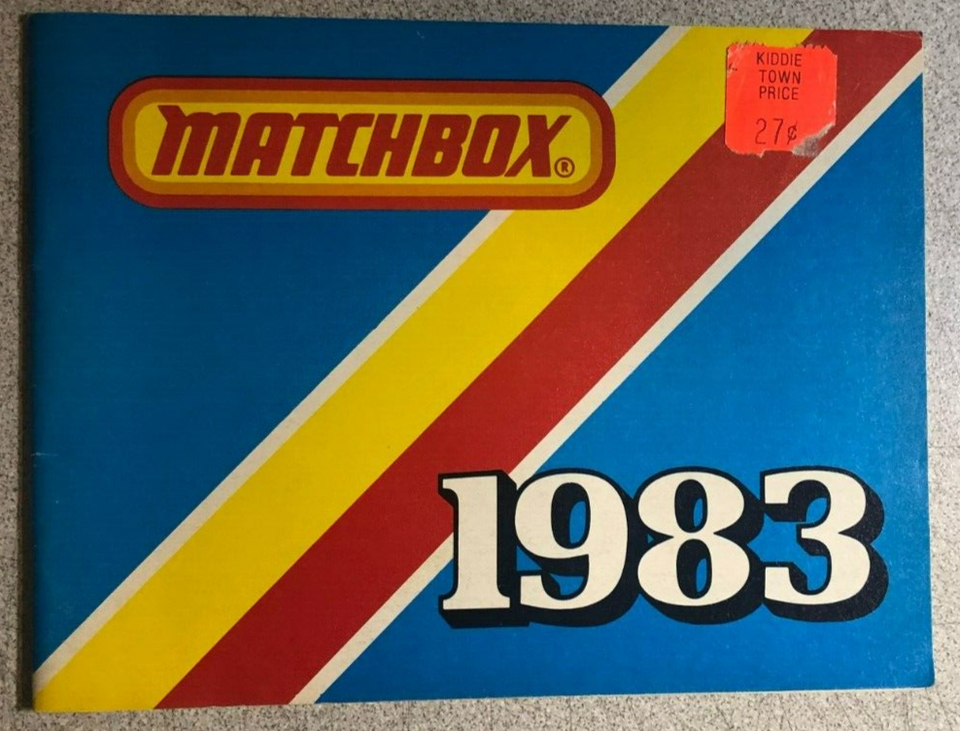 MATCHBOX®
KIDDIE
TOWN
PRICE
27¢
1983